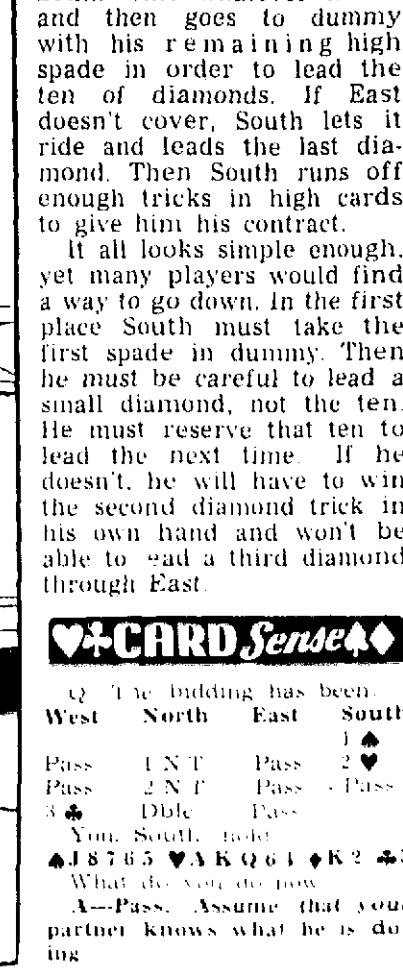 and then goes to dummy
with his remaining high
spade in order to lead the
ten of diamonds. If East
doesn't cover, South lets it
ride and leads the last dia-
mond. Then South runs off
enough tricks in high cards
to give him his contract.
It all looks simple enough,
yet many players would find
a way to go down. In the first
place South must take the
first spade in dummy. Then
he must be careful to lead a
small diamond, not the ten.
He must reserve that ten to
lead the next time. If he
doesn't, he will have to win
the second diamond trick in
his own hand and won't be
able to ead a third diamond
through East.
♥♣CARD Sense♠♦
Q The bidding has been.
West North East South
1 ♠
Pass 1 N T Pass 2 ♥
Pass 2 N T Pass Pass
3 ♣ Dble Pass
You, South, hold
♠J8765 ♥AKQ64 ♦K2 ♣3
What do you do now
A—Pass. Assume that your
partner knows what he is do
ing